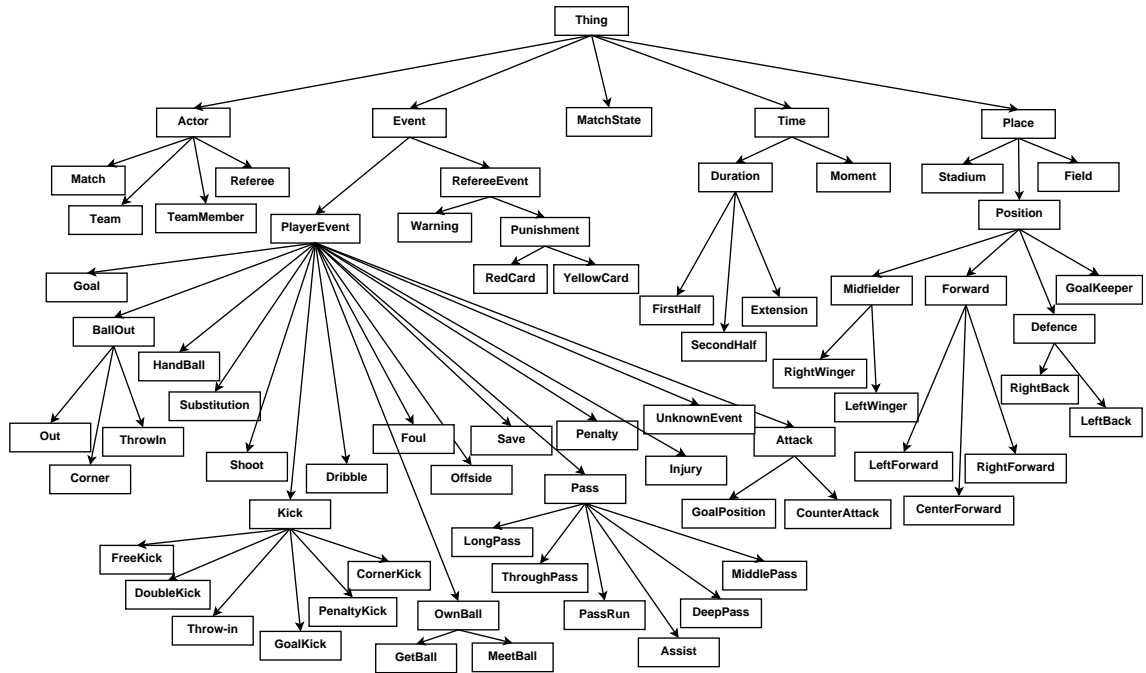 Thing
Actor
Event
MatchState
Time
Place
Match
Team
TeamMember
Referee
RefereeEvent
Duration
Moment
Stadium
Field
Position
PlayerEvent
Warning
Punishment
RedCard
YellowCard
Goal
BallOut
HandBall
Substitution
Out
Corner
ThrowIn
Shoot
Dribble
Foul
Offside
Save
Penalty
Injury
UnknownEvent
Attack
GoalPosition
CounterAttack
FirstHalf
SecondHalf
Extension
Midfielder
Forward
GoalKeeper
Defence
RightWinger
LeftWinger
RightBack
LeftBack
LeftForward
CenterForward
RightForward
Kick
FreeKick
DoubleKick
Throw-in
GoalKick
PenaltyKick
CornerKick
OwnBall
GetBall
MeetBall
Pass
LongPass
ThroughPass
PassRun
Assist
DeepPass
MiddlePass